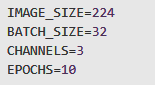 IMAGE_SIZE=224
BATCH_SIZE=32
CHANNELS=3
EPOCHS=10